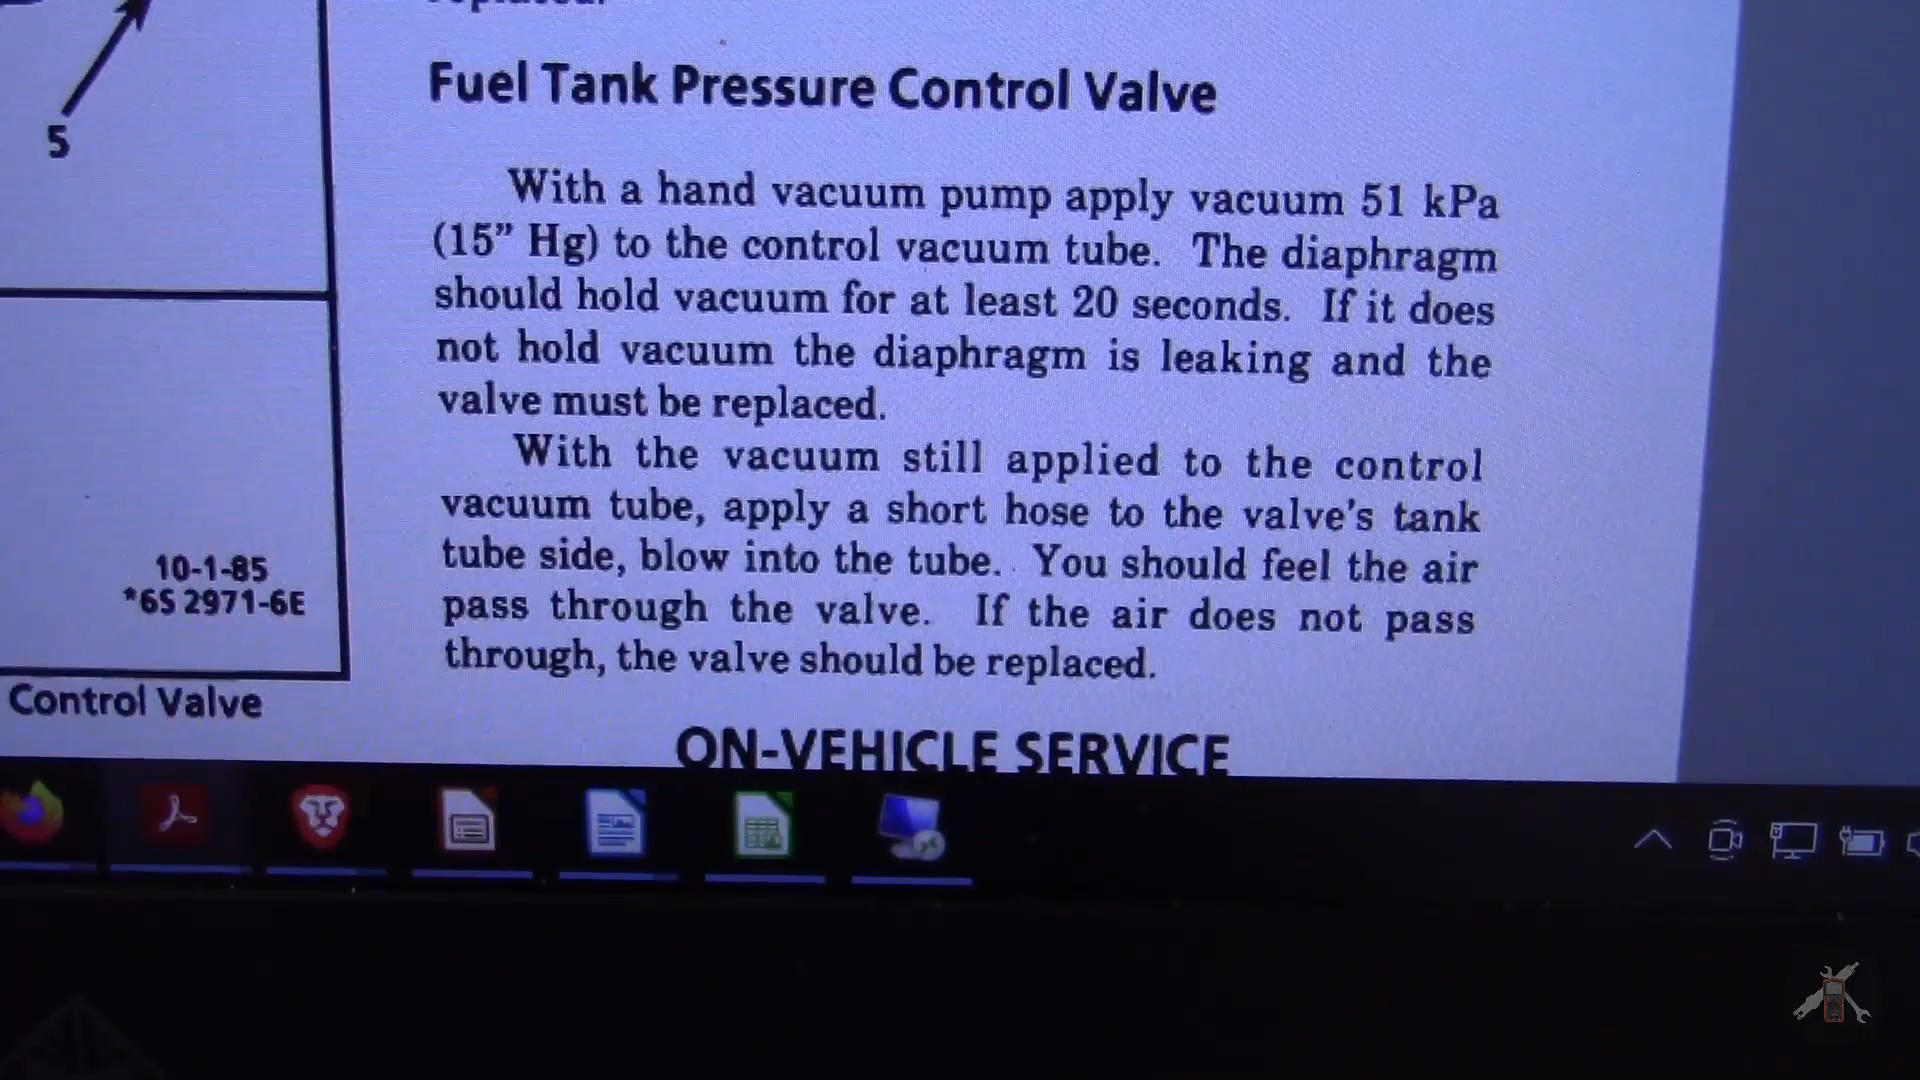 5
10-1-85
*6S 2971-6E
Control Valve
Fuel Tank Pressure Control Valve
With a hand vacuum pump apply vacuum 51 kPa
(15” Hg) to the control vacuum tube. The diaphragm
should hold vacuum for at least 20 seconds. If it does
not hold vacuum the diaphragm is leaking and the
valve must be replaced.
With the vacuum still applied to the control
vacuum tube, apply a short hose to the valve's tank
tube side, blow into the tube. You should feel the air
pass through the valve. If the air does not pass
through, the valve should be replaced.
ON-VEHICLE SERVICE